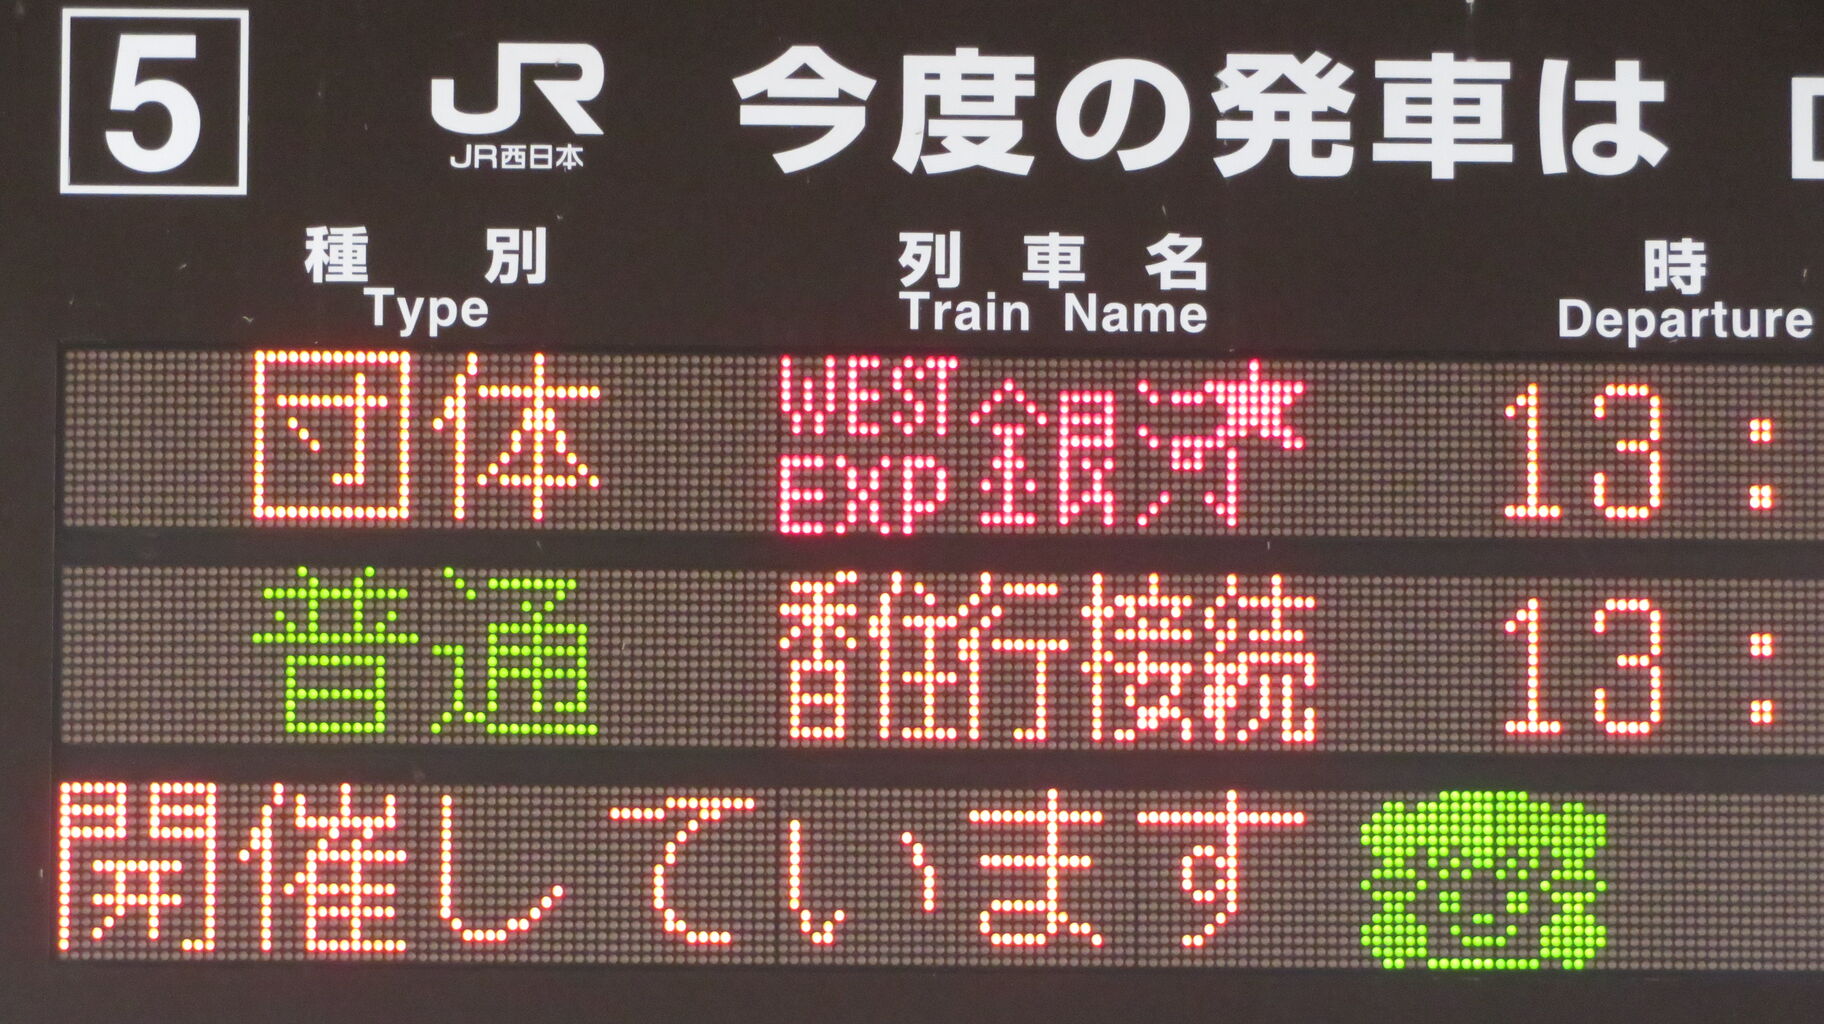 5 JR 今度の発車は
JR西日本
種別 列車名 時
Type Train Name Departure
団体 WEST EXP 銀河 13:
普通 香住行接続 13:
開催しています